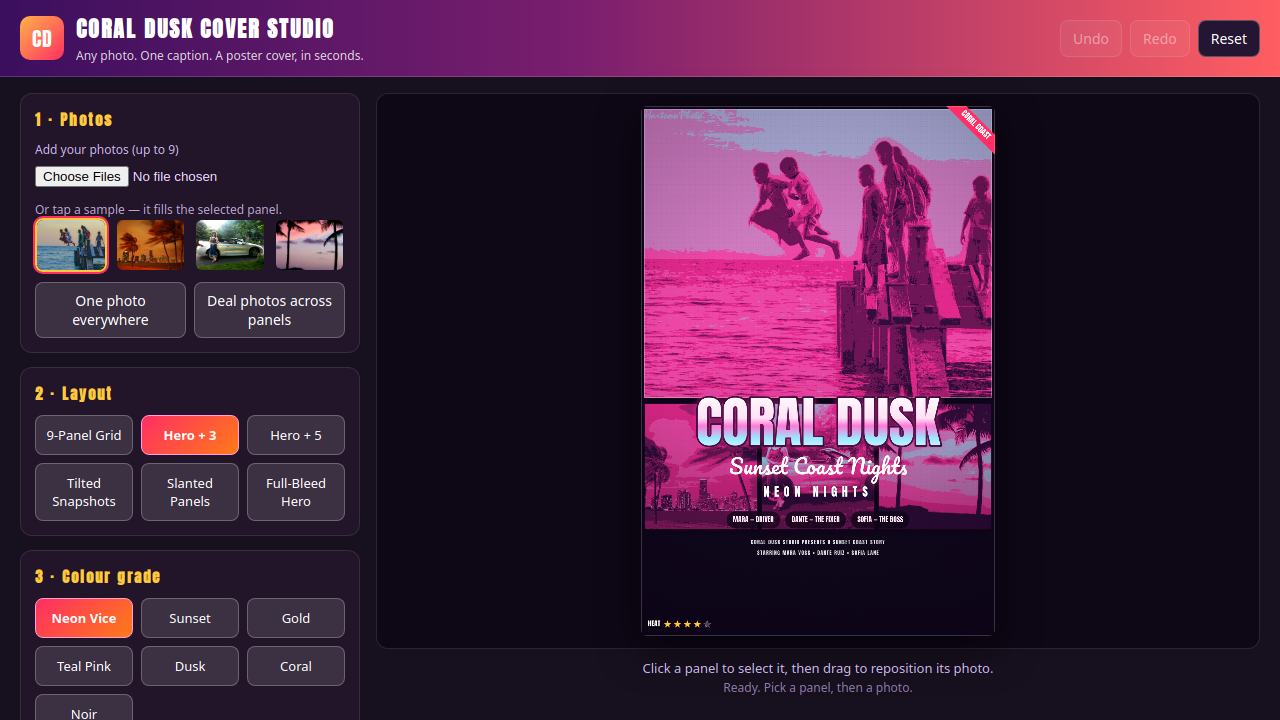 CD
CORAL DUSK COVER STUDIO
Any photo. One caption. A poster cover, in seconds.
Undo
Redo
Reset
1 · Photos
Add your photos (up to 9)
Choose Files No file chosen
Or tap a sample — it fills the selected panel.
One photo everywhere
Deal photos across panels
2 · Layout
9-Panel Grid
Hero + 3
Hero + 5
Tilted Snapshots
Slanted Panels
Full-Bleed Hero
3 · Colour grade
Neon Vice
Sunset
Gold
Teal Pink
Dusk
Coral
Noir
CORAL COAST
CORAL DUSK
Sunset Coast Nights
NEON NIGHTS
MARA — DRIVER
DANTE — THE FIXER
SOFIA — THE BOSS
CORAL DUSK STUDIO PRESENTS A SUNSET COAST STORY
STARRING MARA VOSS • DANTE RUIZ • SOFIA LANE
HEAT ★★★★☆
Click a panel to select it, then drag to reposition its photo.
Ready. Pick a panel, then a photo.